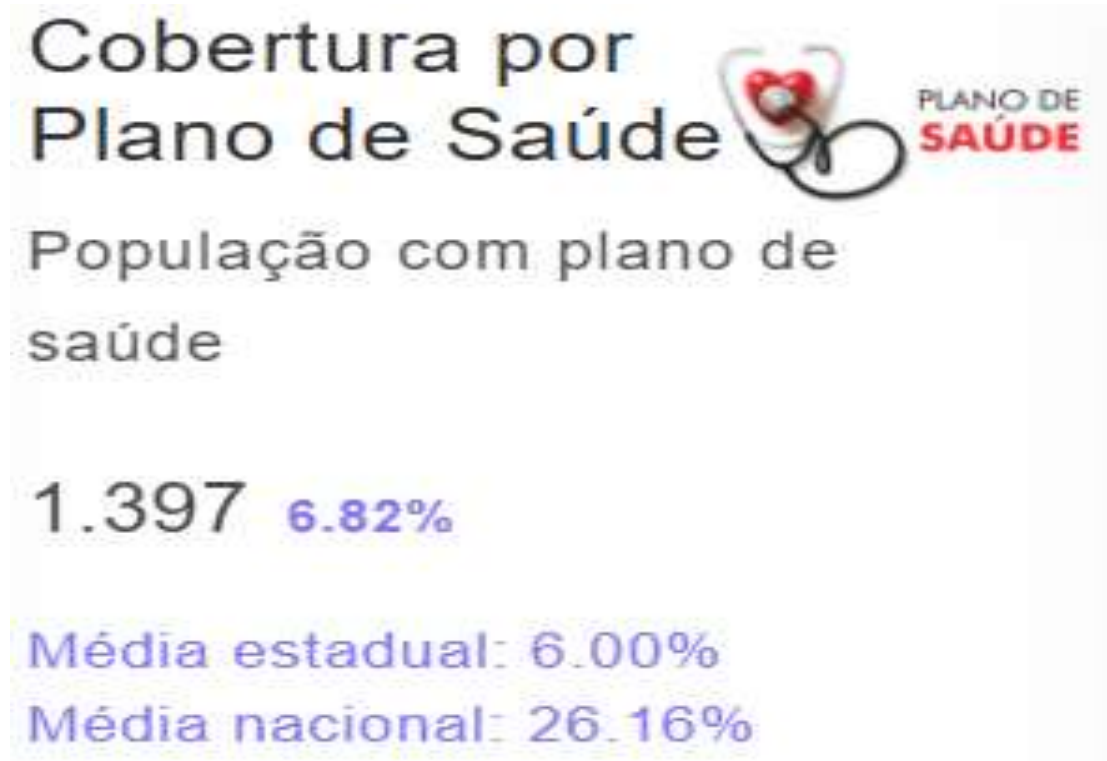 Cobertura por
Plano de Saúde
PLANO DE
SAÚDE
População com plano de
saúde
1.397 6.82%
Média estadual: 6.00%
Média nacional: 26.16%